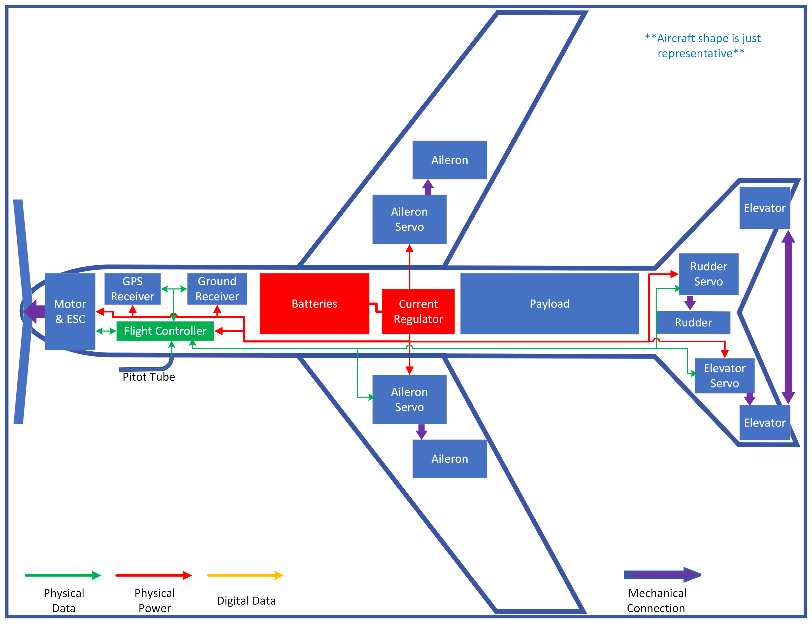 **Aircraft shape is just
representative**
Aileron
Aileron
Servo
Elevator
GPS
Receiver
Ground
Receiver
Motor
& ESC
Flight Controller
Batteries
Current
Regulator
Payload
Rudder
Servo
Rudder
Pitot Tube
Elevator
Servo
Aileron
Servo
Elevator
Aileron
Physical
Data
Physical
Power
Digital Data
Mechanical
Connection